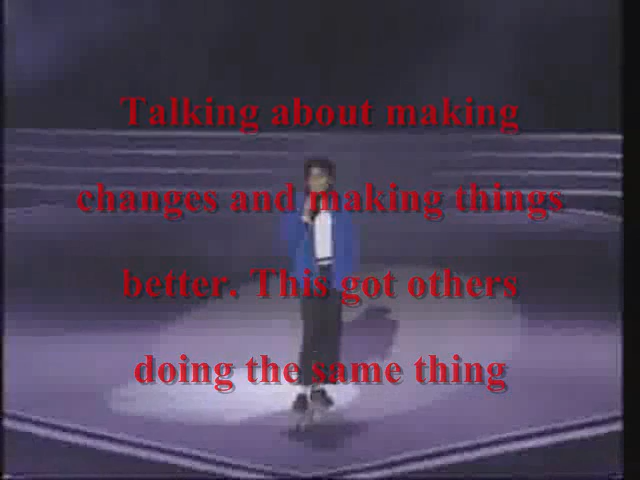 Talking about making
changes and making things
better. This got others
doing the same thing